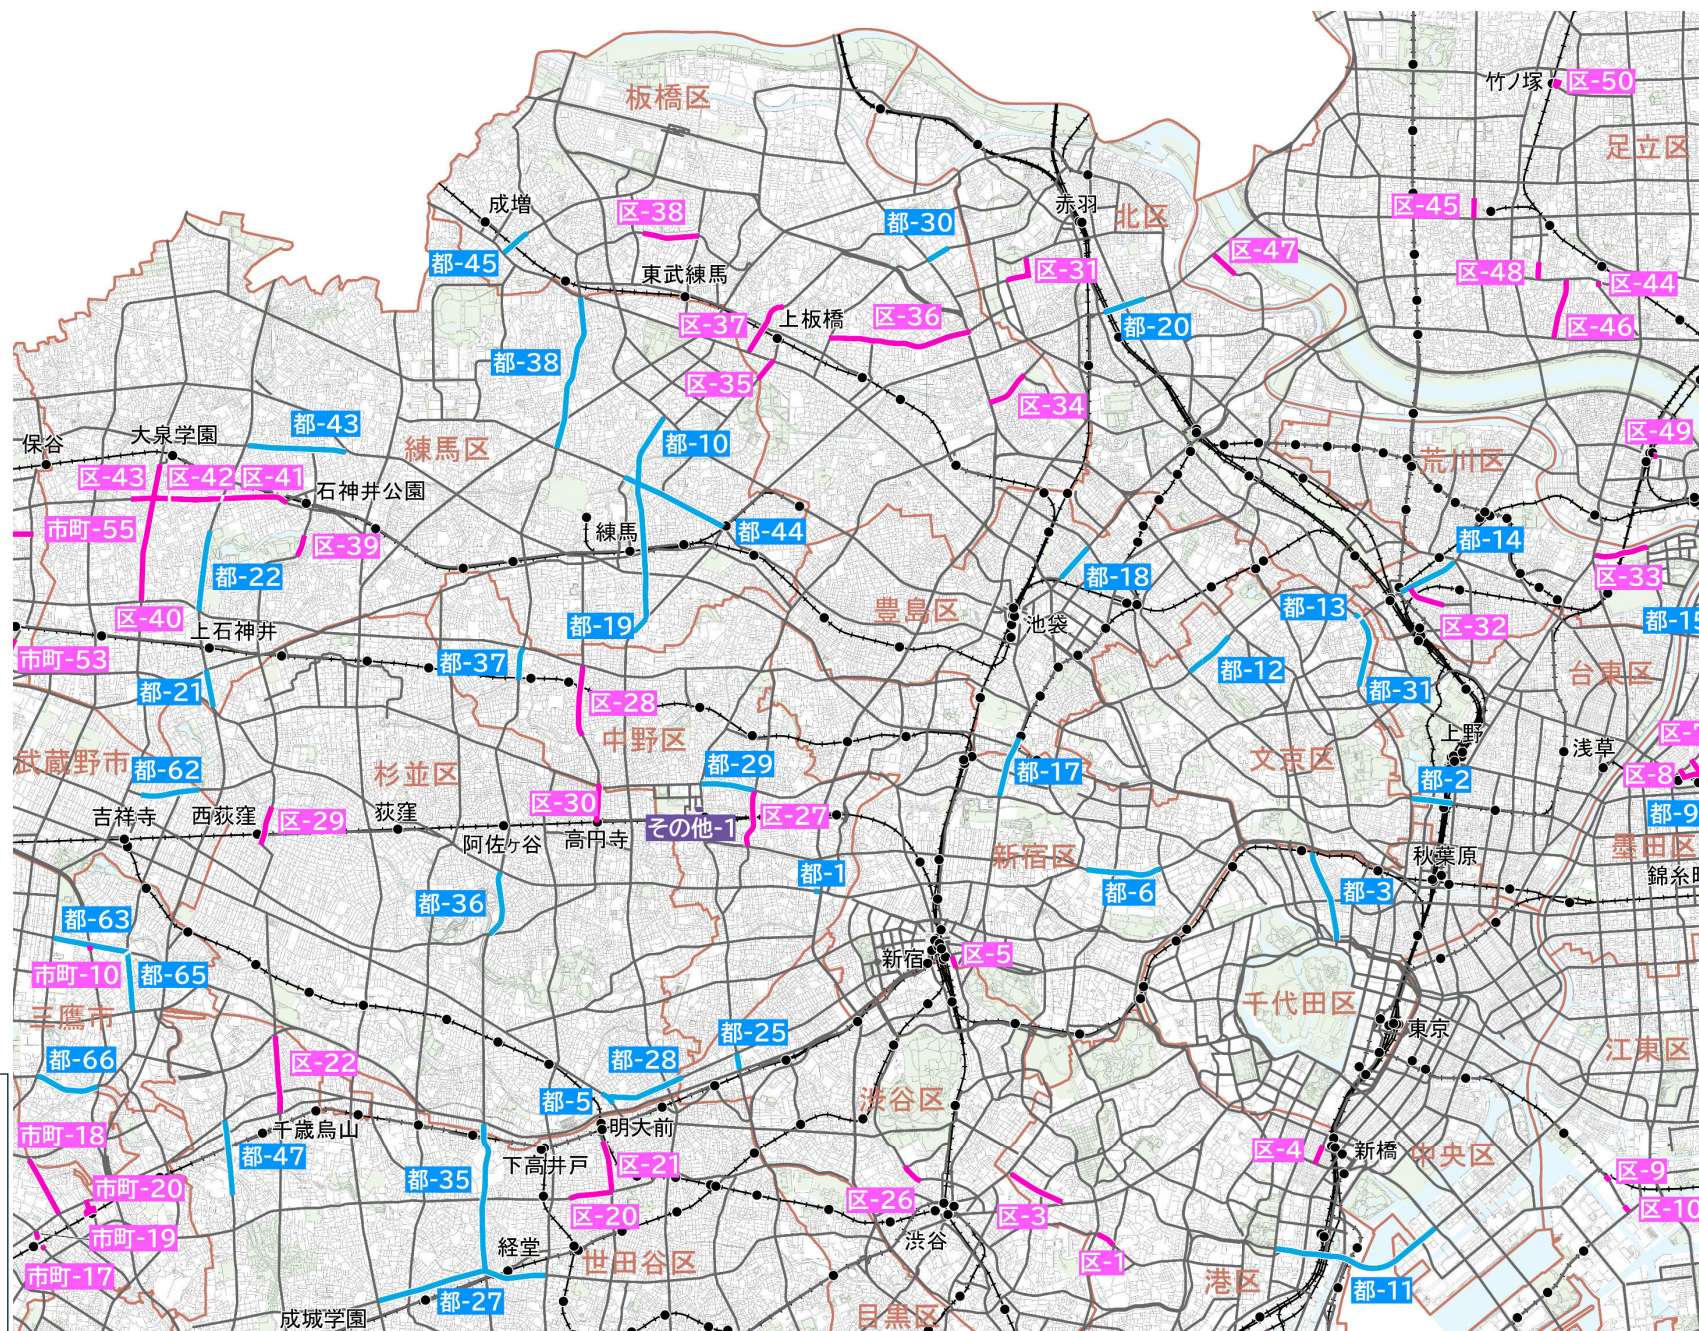 竹ノ塚
区-50
板橋区
足立区
成増
区-38
赤羽
北区
区-45
都-30
都-45
東武練馬
区-31
区-47
区-48
区-44
区-37
上板橋
区-36
都-20
区-46
都-38
区-35
区-34
保谷
大泉学園
都-43
練馬区
都-10
区-49
荒川区
区-43
区-42
区-41
石神井公園
市町-55
区-39
練馬
都-44
都-14
都-22
都-18
区-33
区-40
上石神井
都-19
豊島区
池袋
都-13
区-32
都-15
市町-53
都-37
都-12
台東区
都-21
区-28
都-31
武蔵野市
都-62
杉並区
中野区
都-29
都-17
文京区
上野
浅草
区-8
都-2
吉祥寺
西荻窪
区-29
荻窪
阿佐ヶ谷
区-30
高円寺
その他-1
区-27
都-9
新宿区
秋葉原
墨田区
錦糸町
都-1
都-6
都-3
都-36
都-63
市町-10
都-65
新宿
区-5
三鷹市
千代田区
東京
江東区
都-66
区-22
都-25
都-28
都-5
渋谷区
市町-18
千歳烏山
明大前
都-47
下高井戸
区-21
区-4
新橋
中央区
都-35
市町-20
区-26
区-9
区-10
市町-19
区-20
区-3
渋谷
経堂
世田谷区
区-1
市町-17
都-27
港区
都-11
成城学園
目黒区